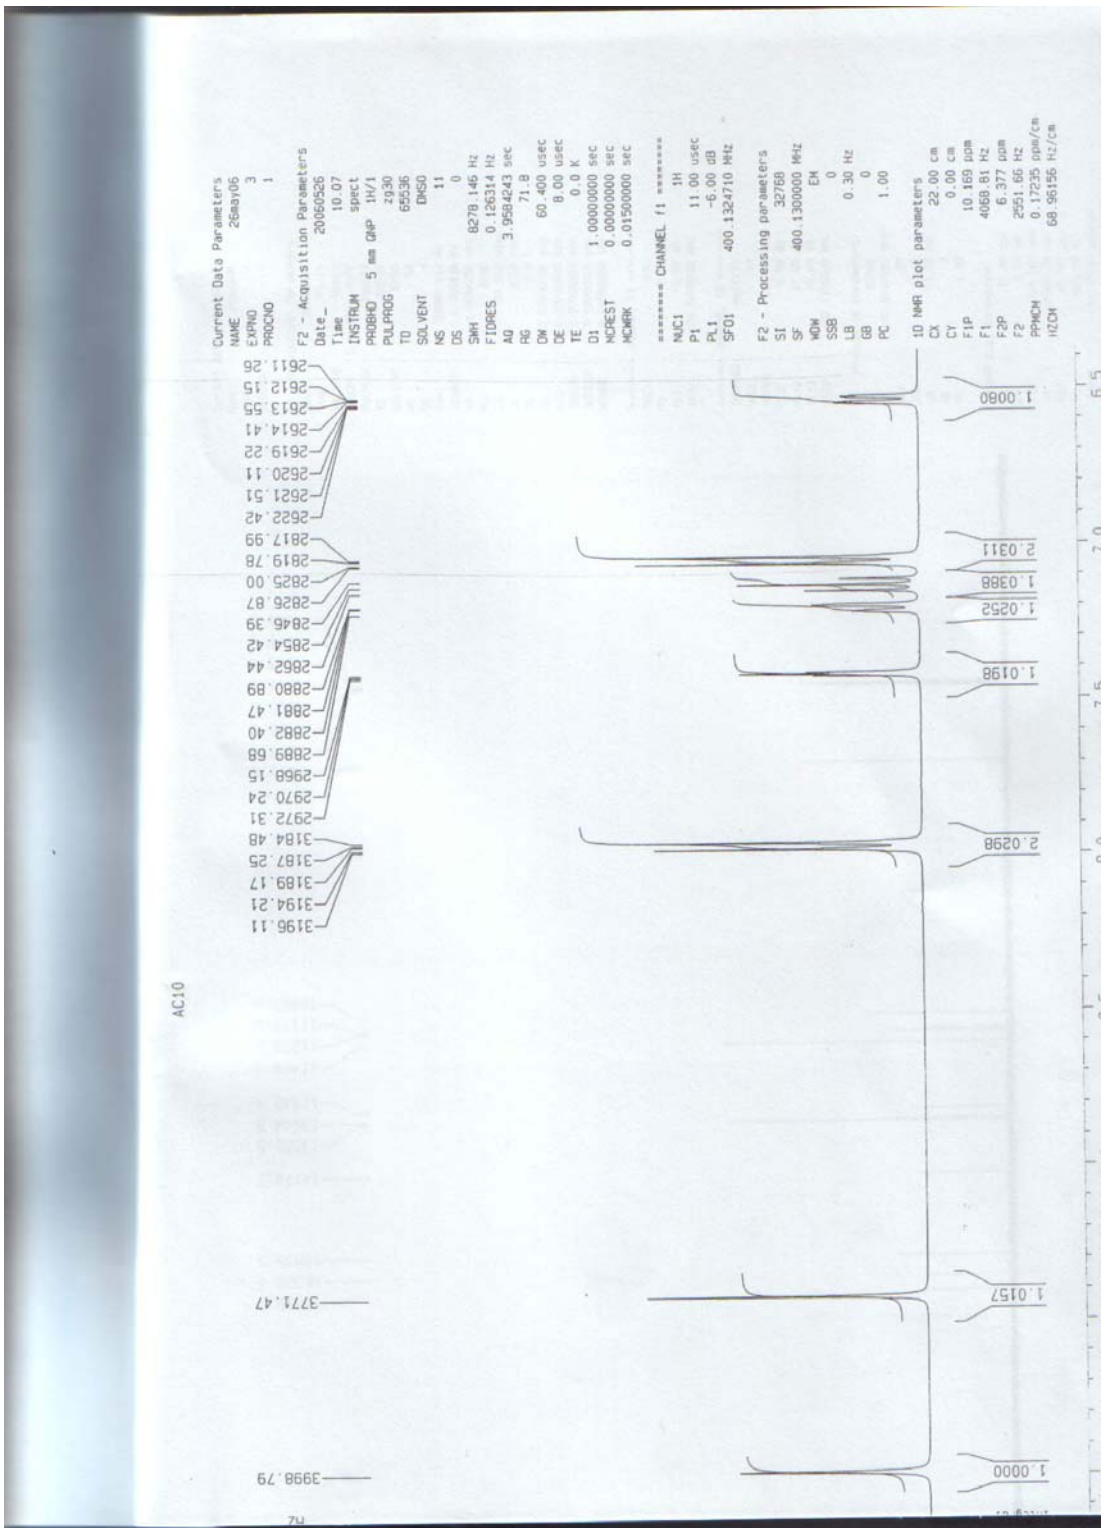 AC10
Hz
3998.79
3771.47
3196.11
3194.21
3189.17
3187.25
3184.48
2972.31
2970.24
2968.15
2889.68
2882.40
2881.47
2880.89
2862.44
2854.42
2846.39
2826.87
2825.00
2819.78
2817.99
2622.42
2621.51
2620.11
2619.22
2614.41
2613.55
2612.15
2611.26
Current Data Parameters
NAME 26may06
EXPNO 3
PROCNO 1
F2 - Acquisition Parameters
Date_ 20060526
Time 10.07
INSTRUM spect
PROBHD 5 mm QNP 1H/1
PULPROG zg30
TD 65536
SOLVENT DMSO
NS 11
DS 0
SWH 8278.146 Hz
FIDRES 0.126314 Hz
AQ 3.9584243 sec
RG 71.8
DW 60.400 usec
DE 8.00 usec
TE 0.0 K
D1 1.00000000 sec
MCREST 0.00000000 sec
MCWRK 0.01500000 sec
======== CHANNEL f1 ========
NUC1 1H
P1 11.00 usec
PL1 -6.00 dB
SFO1 400.1324710 MHz
F2 - Processing parameters
SI 32768
SF 400.1300000 MHz
WDW EM
SSB 0
LB 0.30 Hz
GB 0
PC 1.00
1D NMR plot parameters
CX 22.00 cm
CY 0.00 cm
F1P 10.169 ppm
F1 4068.81 Hz
F2P 6.377 ppm
F2 2551.66 Hz
PPMCM 0.17235 ppm/cm
HZCM 68.96156 Hz/cm
1.0000
1.0157
2.0298
1.0198
1.0252
1.0388
2.0311
1.0080
8.0
7.5
7.0
6.5